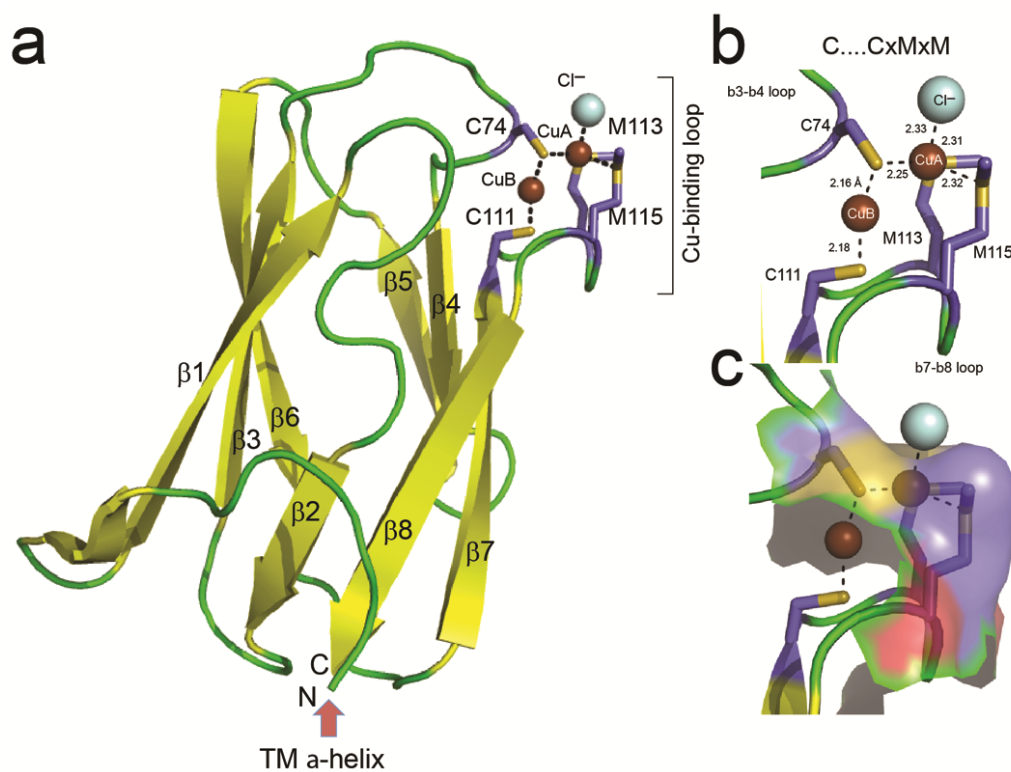 a
Cl–
C74
CuA
M113
CuB
C111
M115
Cu-binding loop
β5
β4
β1
β6
β3
β2
β8
β7
C
N
TM a-helix
b
C....CxMxM
b3-b4 loop
Cl–
C74
2.33
2.31
CuA
2.25
2.32
2.16 Å
CuB
M113
2.18
M115
C111
b7-b8 loop
c